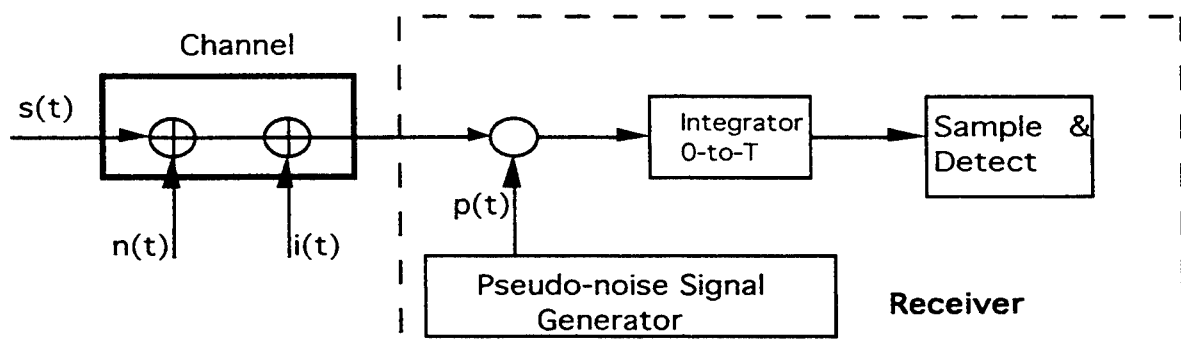 Channel
s(t)
n(t)
i(t)
p(t)
Integrator
0-to-T
Sample &
Detect
Pseudo-noise Signal
Generator
Receiver